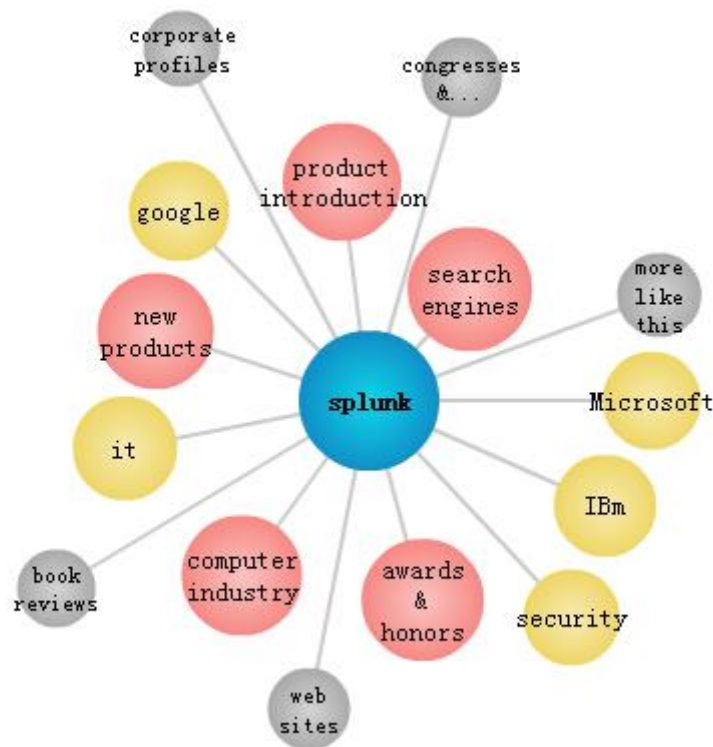 corporate
profiles
congresses
&...
product
introduction
google
search
engines
more
like
this
new
products
splunk
Microsoft
it
IBm
computer
industry
awards
&
honors
book
reviews
security
web
sites